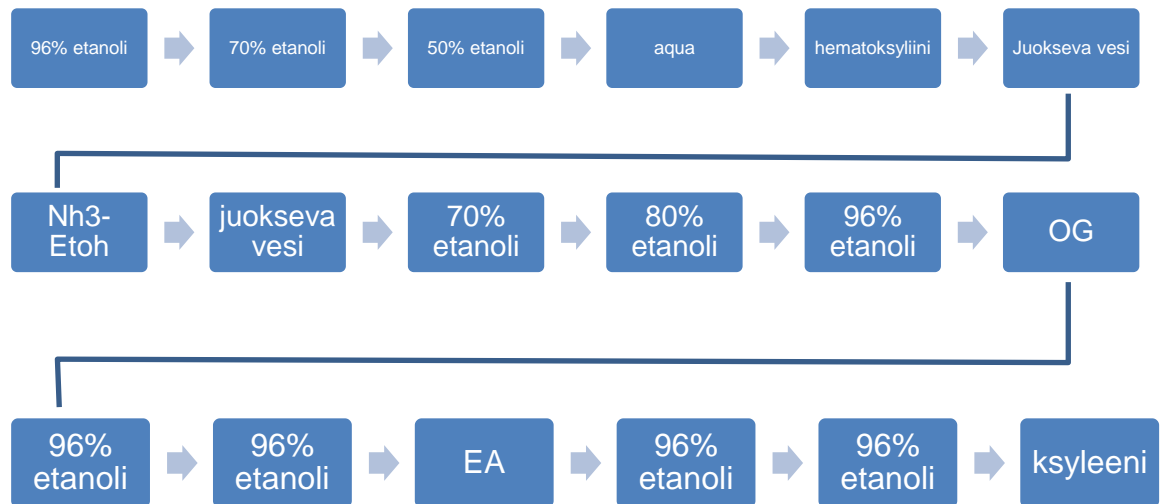 96% etanoli
70% etanoli
50% etanoli
aqua
hematoksyliini
Juokseva vesi
Nh3-
Etoh
juokseva
vesi
70%
etanoli
80%
etanoli
96%
etanoli
OG
96%
etanoli
96%
etanoli
EA
96%
etanoli
96%
etanoli
ksyleeni